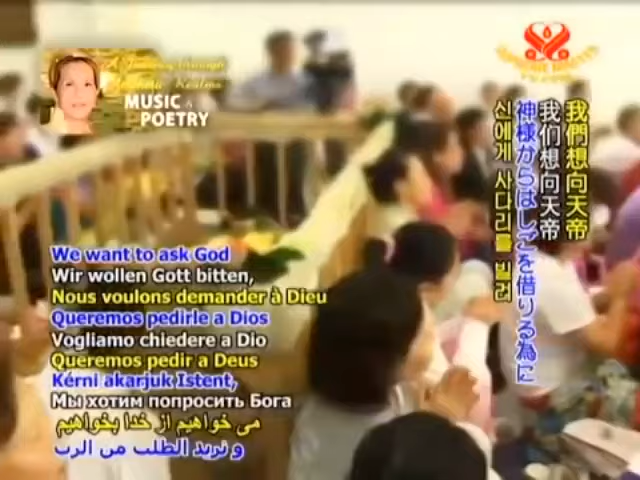 MUSIC &
POETRY
We want to ask God
Wir wollen Gott bitten,
Nous voulons demander à Dieu
Queremos pedirle a Dios
Vogliamo chiedere a Dio
Queremos pedir a Deus
Kérni akarjuk Istent,
Мы хотим попросить Бога
می خواهیم از خدا بخواهیم
و نريد الطلب من الرب
我們想向天帝
我们想向天帝
神様からはしごを借りる為に
신에게 사다리를 빌러